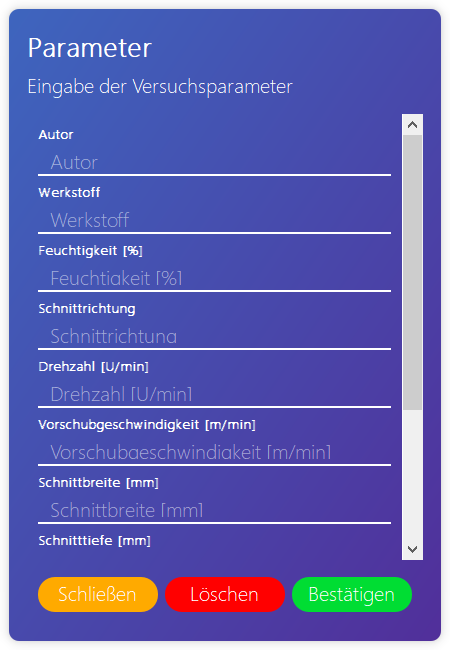 Parameter
Eingabe der Versuchsparameter
Autor
Autor
Werkstoff
Werkstoff
Feuchtigkeit [%]
Feuchtigkeit [%]
Schnittrichtung
Schnittrichtung
Drehzahl [U/min]
Drehzahl [U/min]
Vorschubgeschwindigkeit [m/min]
Vorschubgeschwindigkeit [m/min]
Schnittbreite [mm]
Schnittbreite [mm]
Schnitttiefe [mm]
Schließen Löschen Bestätigen